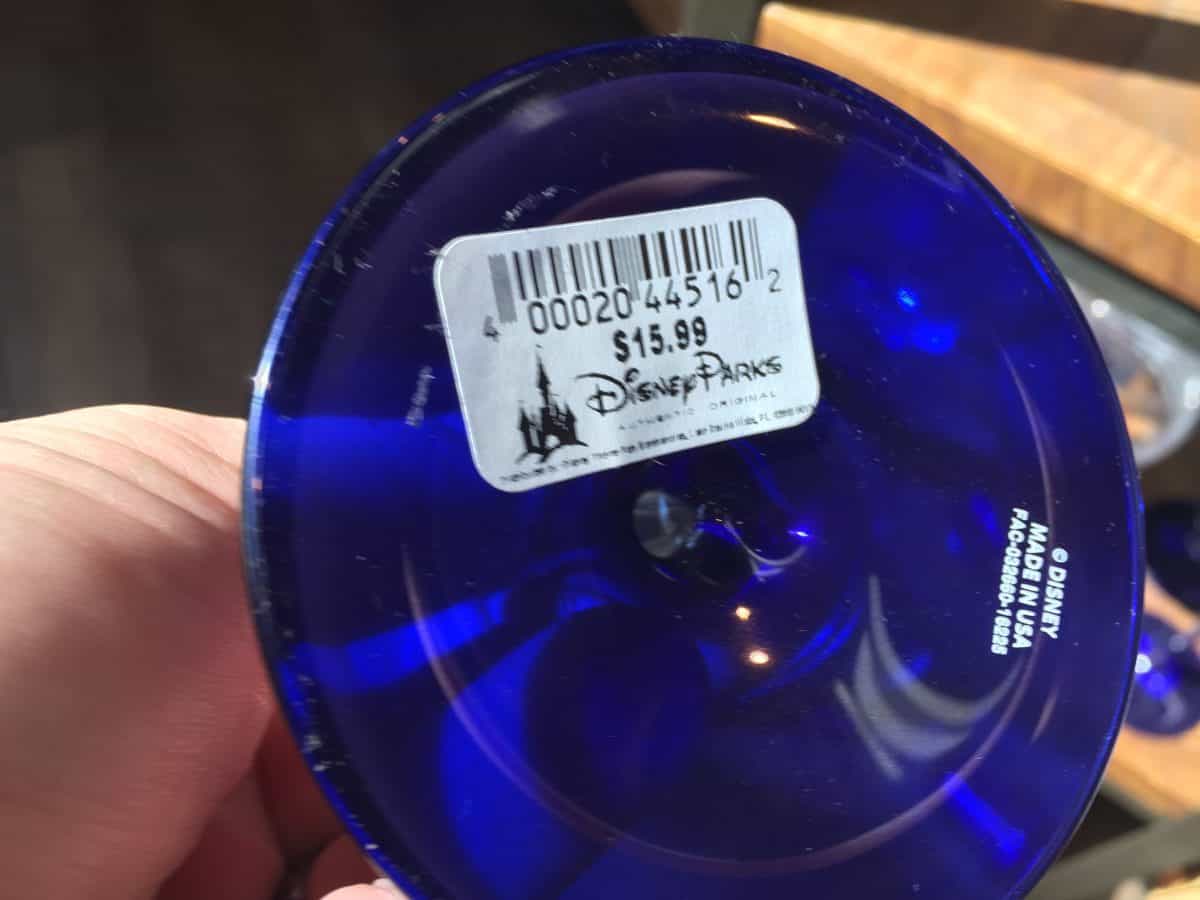 4 00020 44516 2
$15.99
Disney Parks
AUTHENTIC ORIGINAL
© DISNEY
MADE IN USA